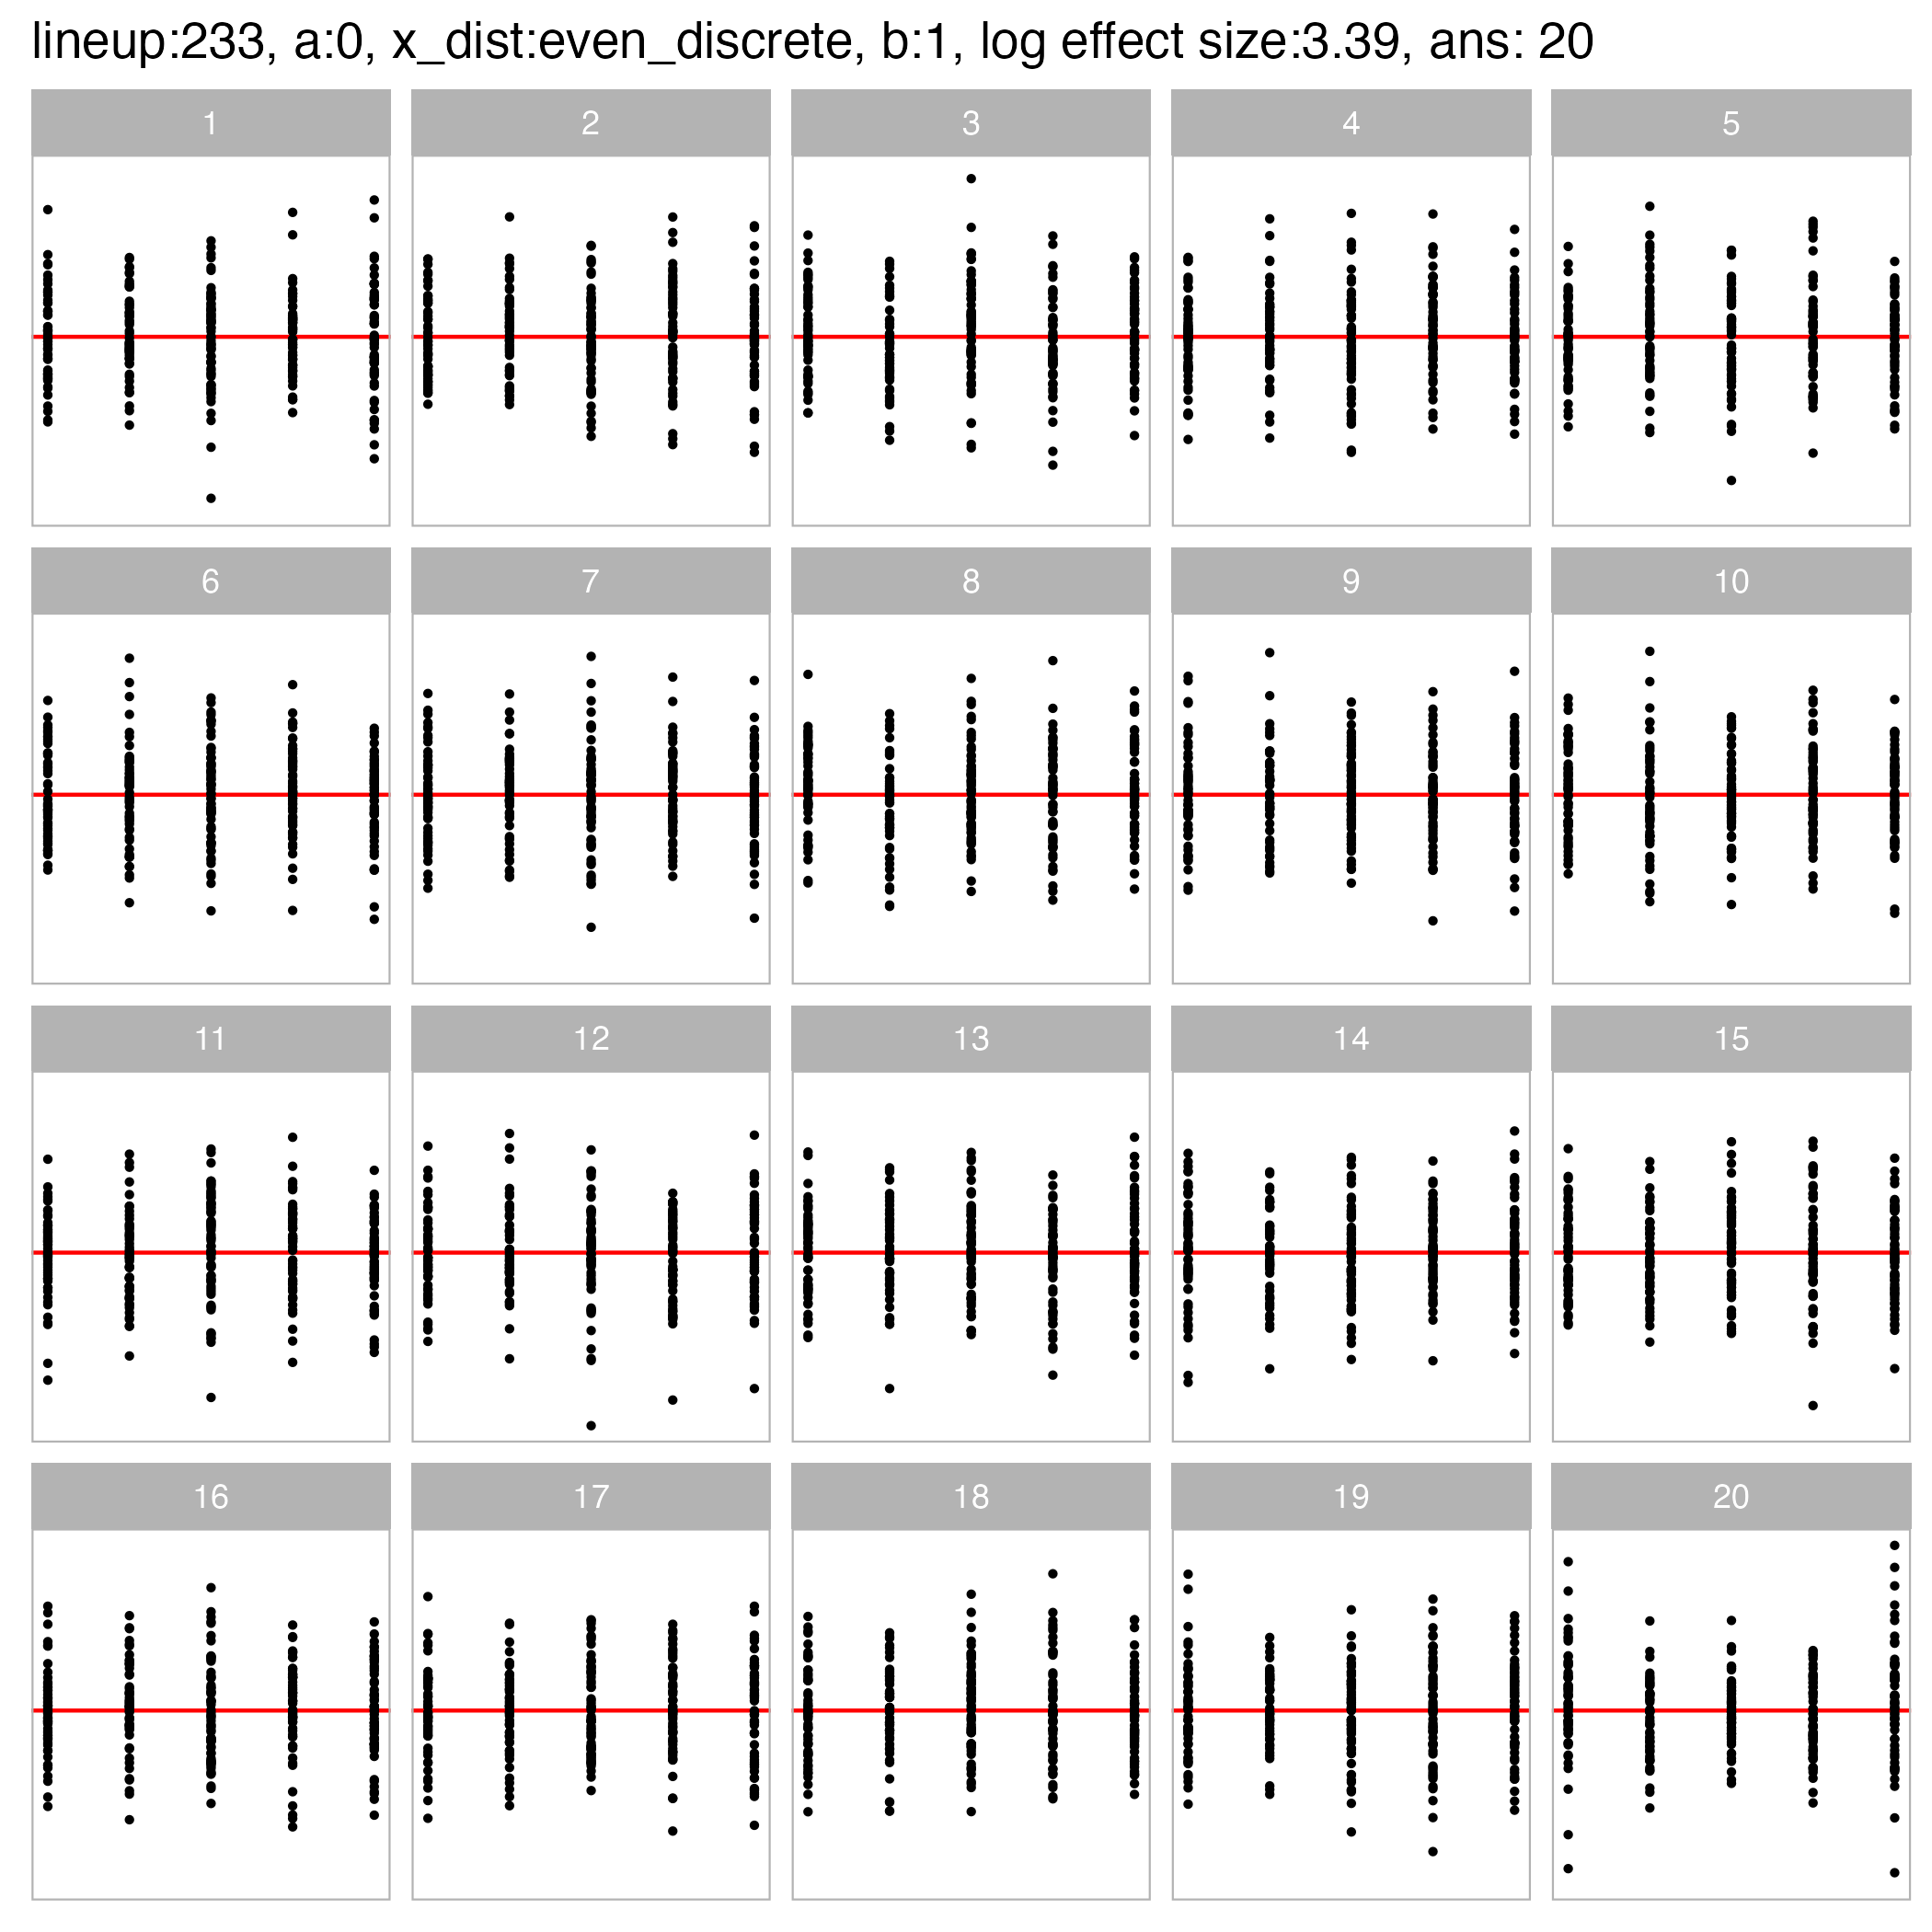 lineup:233, a:0, x_dist:even_discrete, b:1, log effect size:3.39, ans: 20
1 2 3 4 5
6 7 8 9 10
11 12 13 14 15
16 17 18 19 20